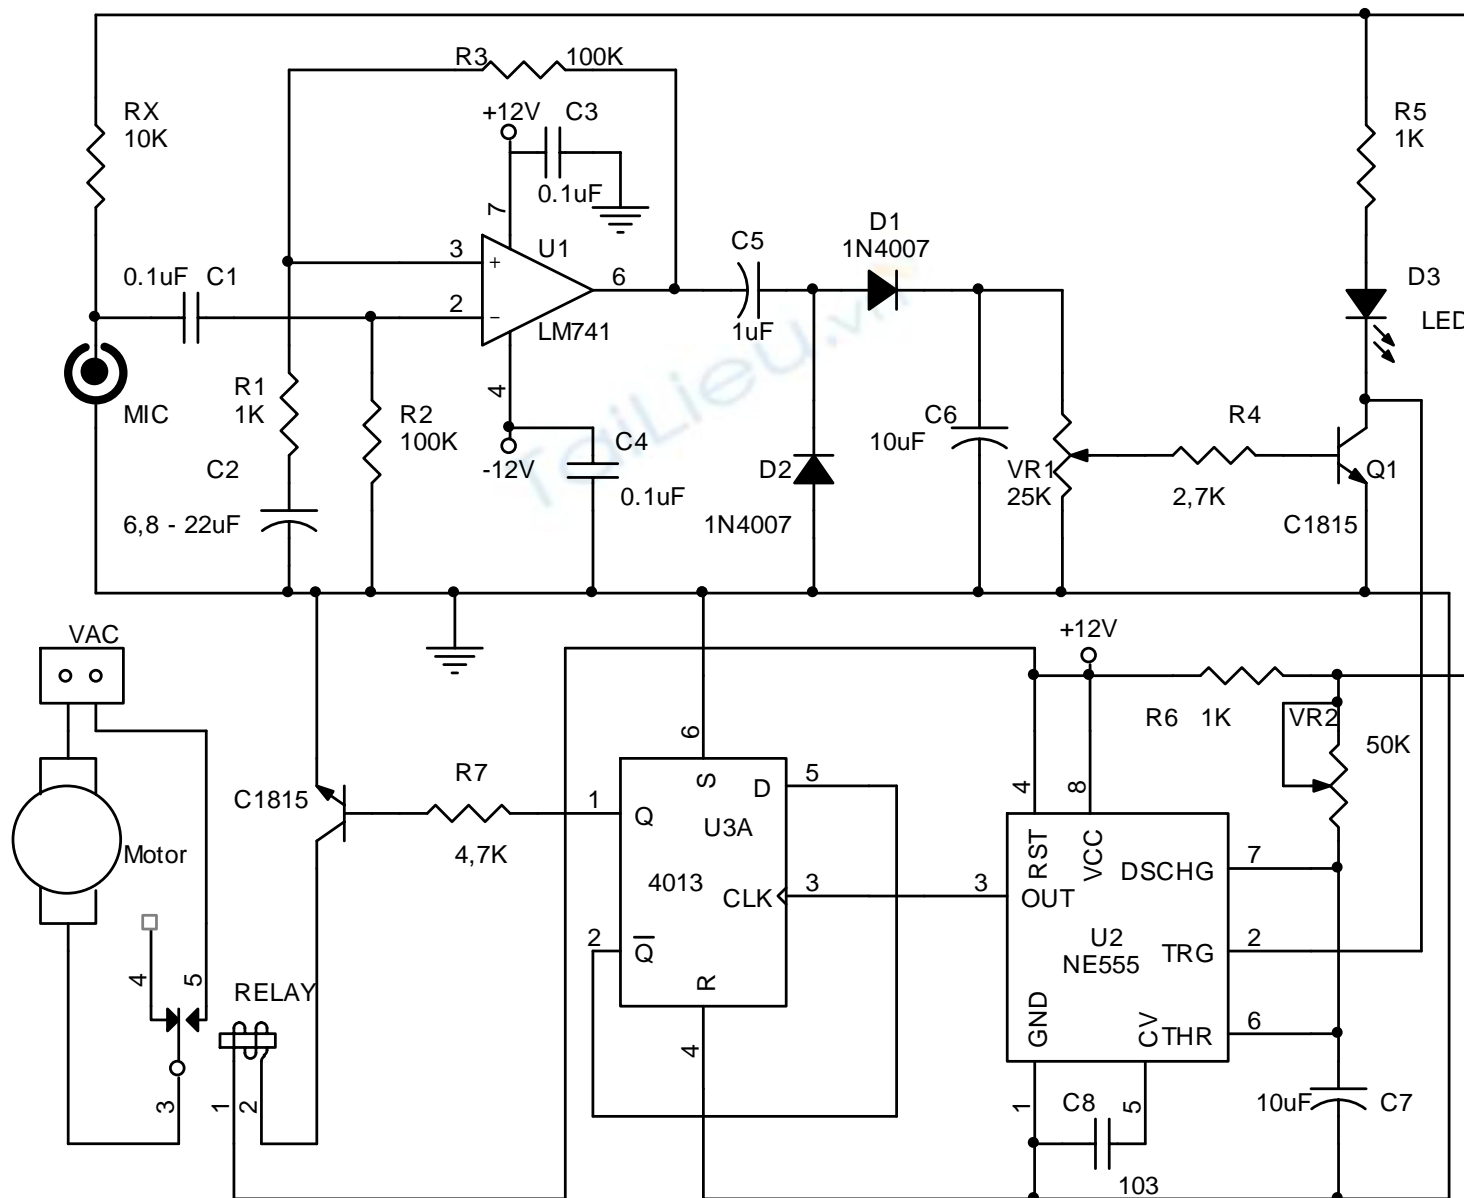 R3
100K
RX
10K
+12V
C3
0.1uF
7
R5
1K
D1
1N4007
U1
3
+
6
C5
0.1uF
C1
2
−
LM741
1uF
D3
LED
4
MIC
R1
1K
R2
100K
C4
-12V
0.1uF
C2
6,8 - 22uF
D2
1N4007
C6
10uF
VR1
25K
R4
2,7K
Q1
C1815
TaiLieu.vn
VAC
+12V
R6
1K
VR2
50K
6
4
8
C1815
R7
4,7K
1
Q
S
D
5
U3A
4013
CLK
3
3
2
Q
R
4
RST
VCC
DSCHG
7
OUT
U2
NE555
TRG
2
GND
CV
THR
6
Motor
4
5
RELAY
3
1
2
1
C8
5
103
10uF
C7